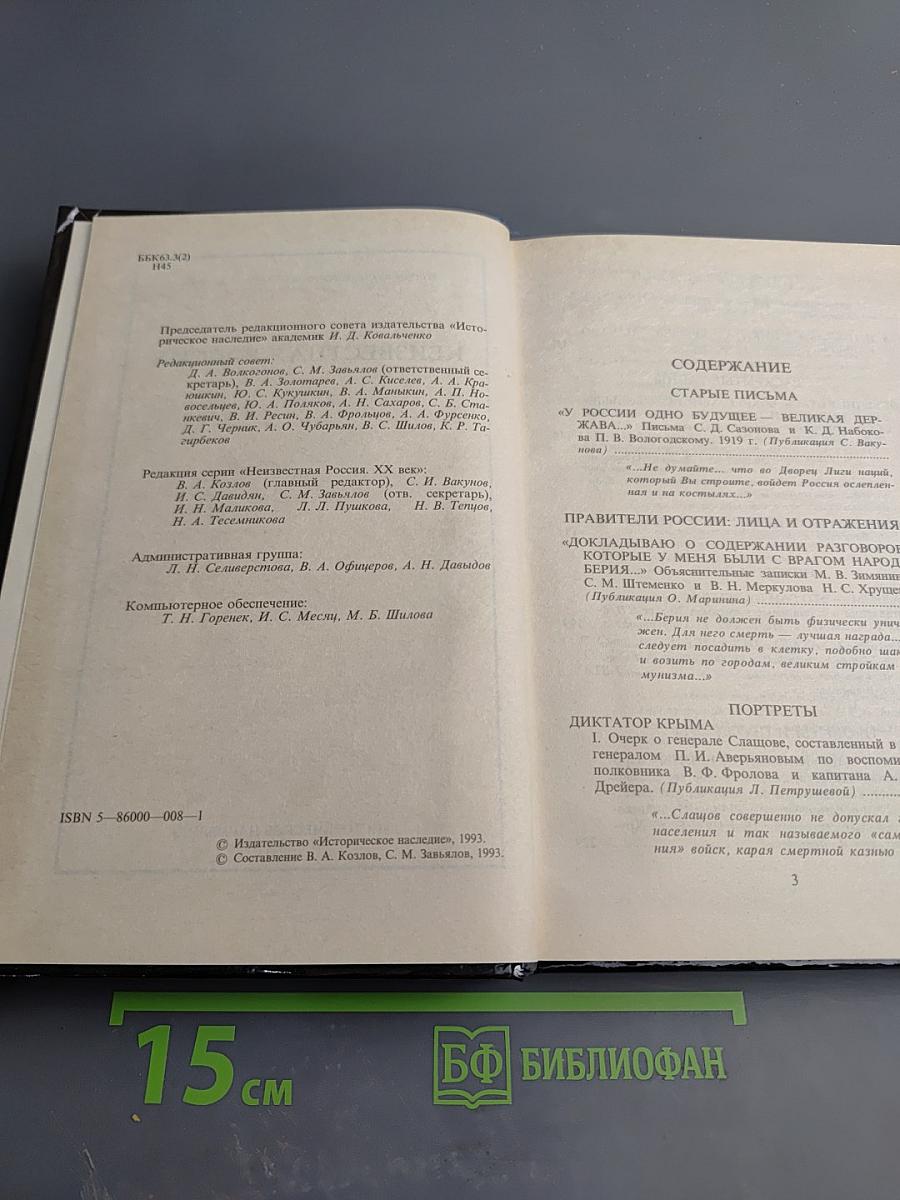 ББК63.3(2)
Н45
Председатель редакционного совета издательства «Исто-
рическое наследие» академик И. Д. Ковальченко
Редакционный совет:
Д. А. Волкогонов, С. М. Завьялов (ответственный се-
кретарь), В. А. Золотарев, А. С. Киселев, А. А. Кра-
юшкин, Ю. С. Кукушкин, В. А. Маныкин, А. П. Но-
восельцев, Ю. А. Поляков, А. Н. Сахаров, С. Б. Стан-
кевич, В. И. Ресин, В. А. Фрольцов, А. А. Фурсенко,
Д. Г. Черник, А. О. Чубарьян, В. С. Шилов, К. Р. Та-
гирбеков
Редакция серии «Неизвестная Россия. XX век»:
В. А. Козлов (главный редактор), С. И. Вакунов,
И. С. Давидян, С. М. Завьялов (отв. секретарь),
И. Н. Маликова, Л. Л. Пушкова, Н. В. Тепцов,
Н. А. Тесемникова
Административная группа:
Л. Н. Селиверстова, В. А. Офицеров, А. Н. Давыдов
Компьютерное обеспечение:
Т. Н. Горенек, И. С. Месяц, М. Б. Шилова
ISBN 5—86000—008—1
© Издательство «Историческое наследие», 1993.
© Составление В. А. Козлов, С. М. Завьялов, 1993.
СОДЕРЖАНИЕ
СТАРЫЕ ПИСЬМА
«У РОССИИ ОДНО БУДУЩЕЕ — ВЕЛИКАЯ ДЕР-
ЖАВА...» Письма С. Д. Сазонова и К. Д. Набоко-
ва П. В. Вологодскому. 1919 г. (Публикация С. Ваку-
нова)
«...Не думайте... что во Дворец Лиги наций,
который Вы строите, войдет Россия ослеплен-
ная и на костылях...»
ПРАВИТЕЛИ РОССИИ: ЛИЦА И ОТРАЖЕНИЯ
«ДОКЛАДЫВАЮ О СОДЕРЖАНИИ РАЗГОВОРОВ
КОТОРЫЕ У МЕНЯ БЫЛИ С ВРАГОМ НАРОД
БЕРИЯ...» Объяснительные записки М. В. Зимянин
С. М. Штеменко и В. Н. Меркулова Н. С. Хрущев
(Публикация О. Маринина)
«...Берия не должен быть физически унич
жен. Для него смерть — лучшая награда...
следует посадить в клетку, подобно шак
и возить по городам, великим стройкам
мунизма...»
ПОРТРЕТЫ
ДИКТАТОР КРЫМА
I. Очерк о генерале Слащове, составленный в
генералом П. И. Аверьяновым по воспоми
полковника В. Ф. Фролова и капитана А.
Дрейера. (Публикация Л. Петрушевой)
«...Слащов совершенно не допускал г
населения и так называемого «сам
ния» войск, карая смертной казнью
3
15 см
БФ БИБЛИОФАН